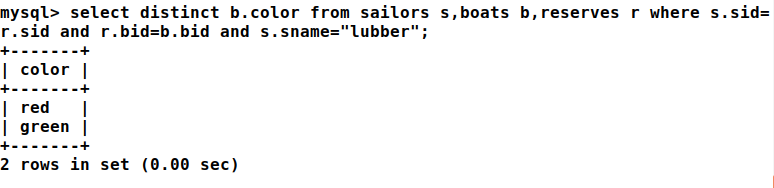 mysql> select distinct b.color from sailors s,boats b,reserves r where s.sid=
r.sid and r.bid=b.bid and s.sname="lubber";
+-------+
| color |
+-------+
| red   |
| green |
+-------+
2 rows in set (0.00 sec)